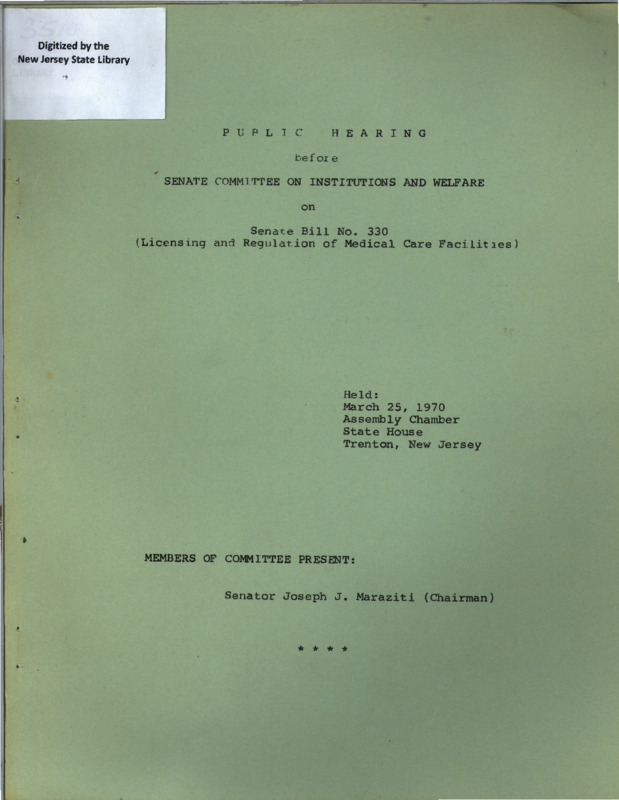 Digitized by the
New Jersey State Library
PUBLIC HEARING
before
SENATE COMMITTEE ON INSTITUTIONS AND WELFARE
on
Senate Bill No. 330
(Licensing and Regulation of Medical Care Facilities)
Held:
March 25, 1970
Assembly Chamber
State House
Trenton, New Jersey
MEMBERS OF COMMITTEE PRESENT:
Senator Joseph J. Maraziti (Chairman)
* * * *